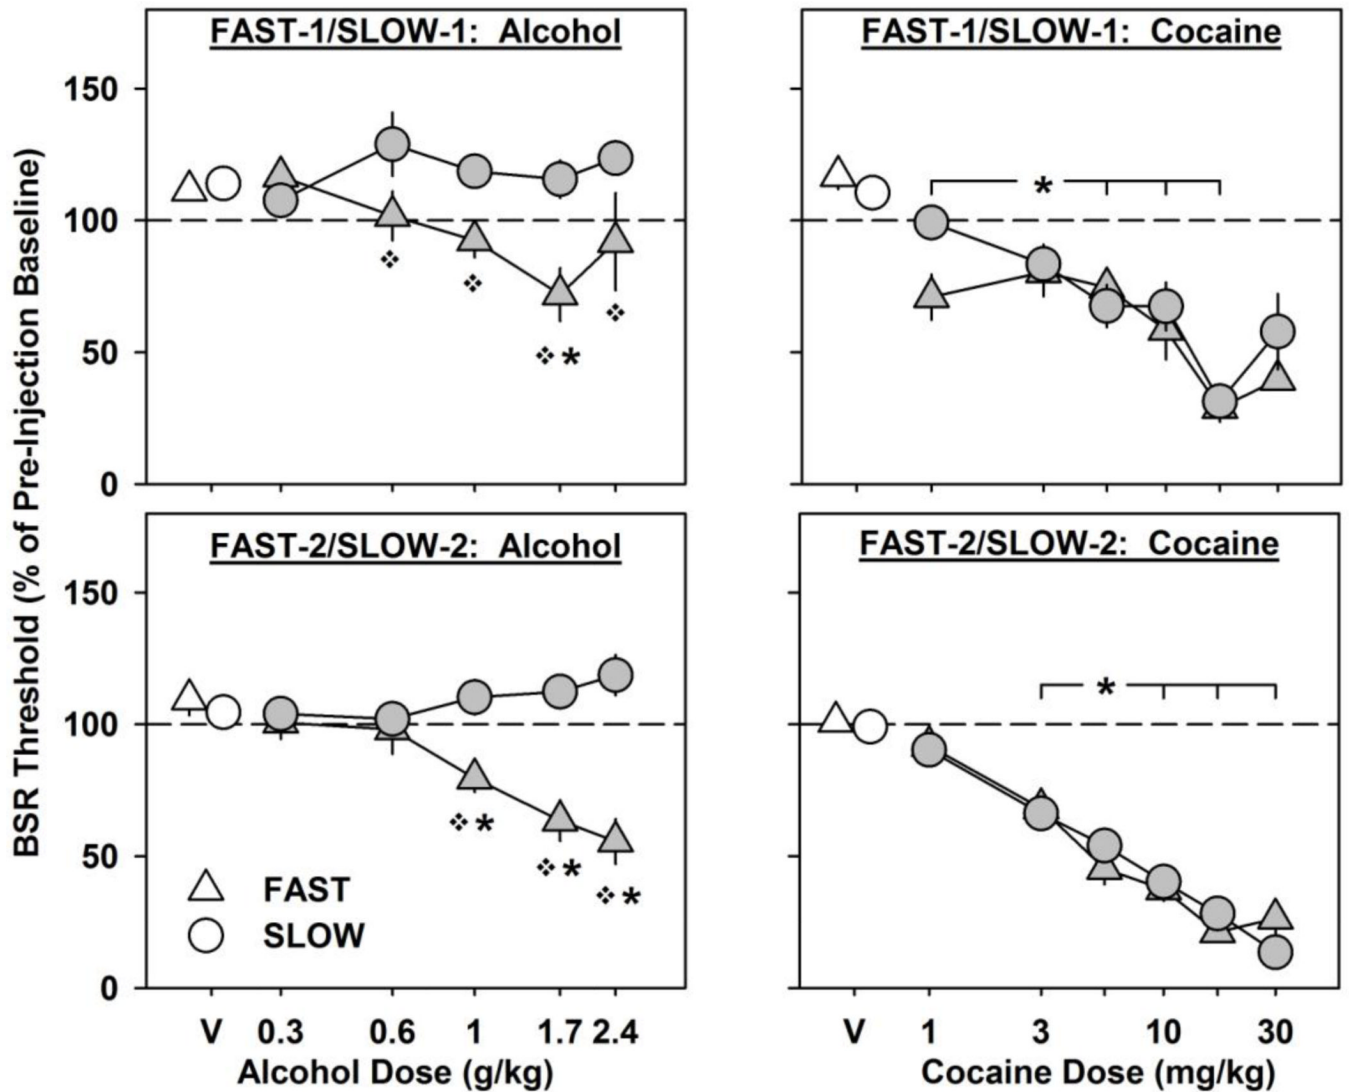 FAST-1/SLOW-1: Alcohol
FAST-1/SLOW-1: Cocaine
BSR Threshold (% of Pre-Injection Baseline)
150
100
50
0
❖
❖
❖
❖ *
*
FAST-2/SLOW-2: Alcohol
FAST-2/SLOW-2: Cocaine
150
100
50
0
❖ *
❖ *
❖ *
*
FAST
SLOW
V 0.3 0.6 1 1.7 2.4
V 1 3 10 30
Alcohol Dose (g/kg)
Cocaine Dose (mg/kg)